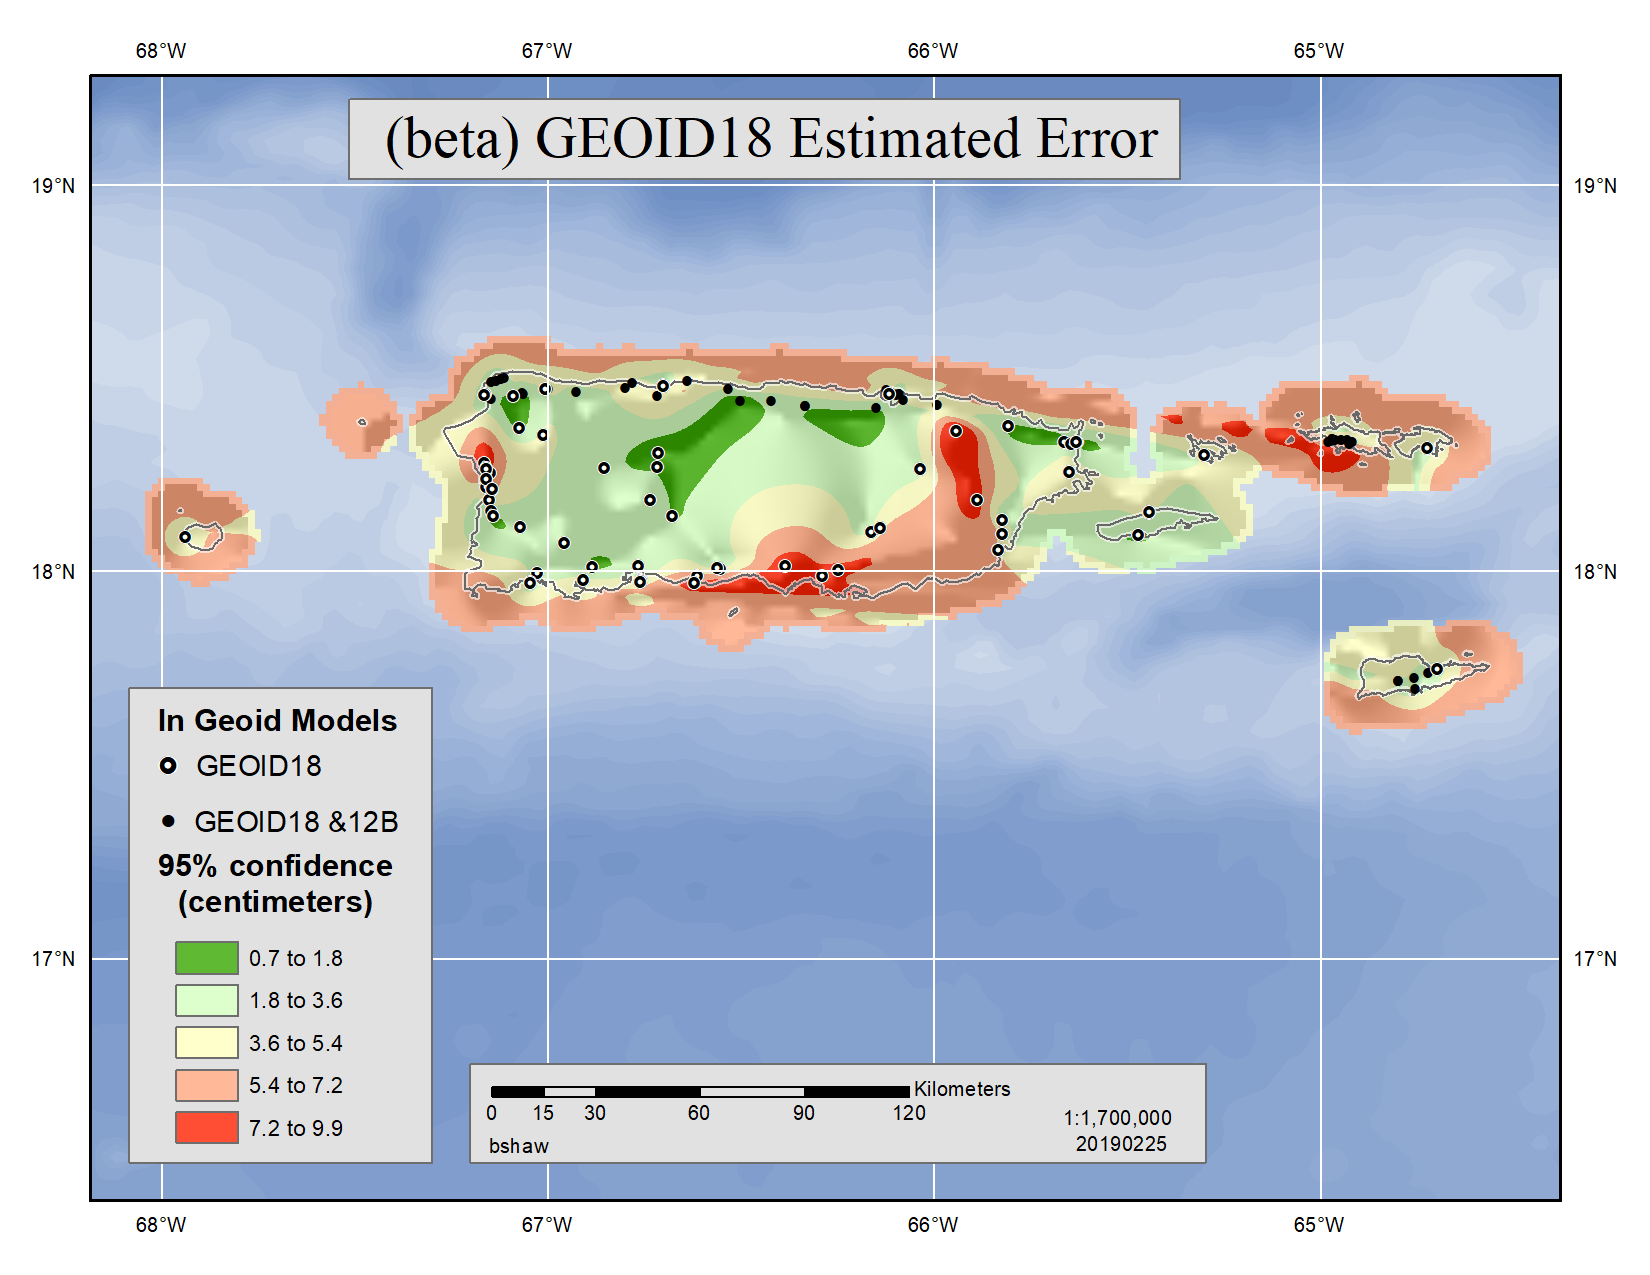 68°W 67°W 66°W 65°W
(beta) GEOID18 Estimated Error
19°N 19°N
18°N 18°N
In Geoid Models
GEOID18
GEOID18 &12B
95% confidence
(centimeters)
0.7 to 1.8
1.8 to 3.6
3.6 to 5.4
5.4 to 7.2
7.2 to 9.9
17°N 17°N
Kilometers
0 15 30 60 90 120
1:1,700,000
bshaw 20190225
68°W 67°W 66°W 65°W